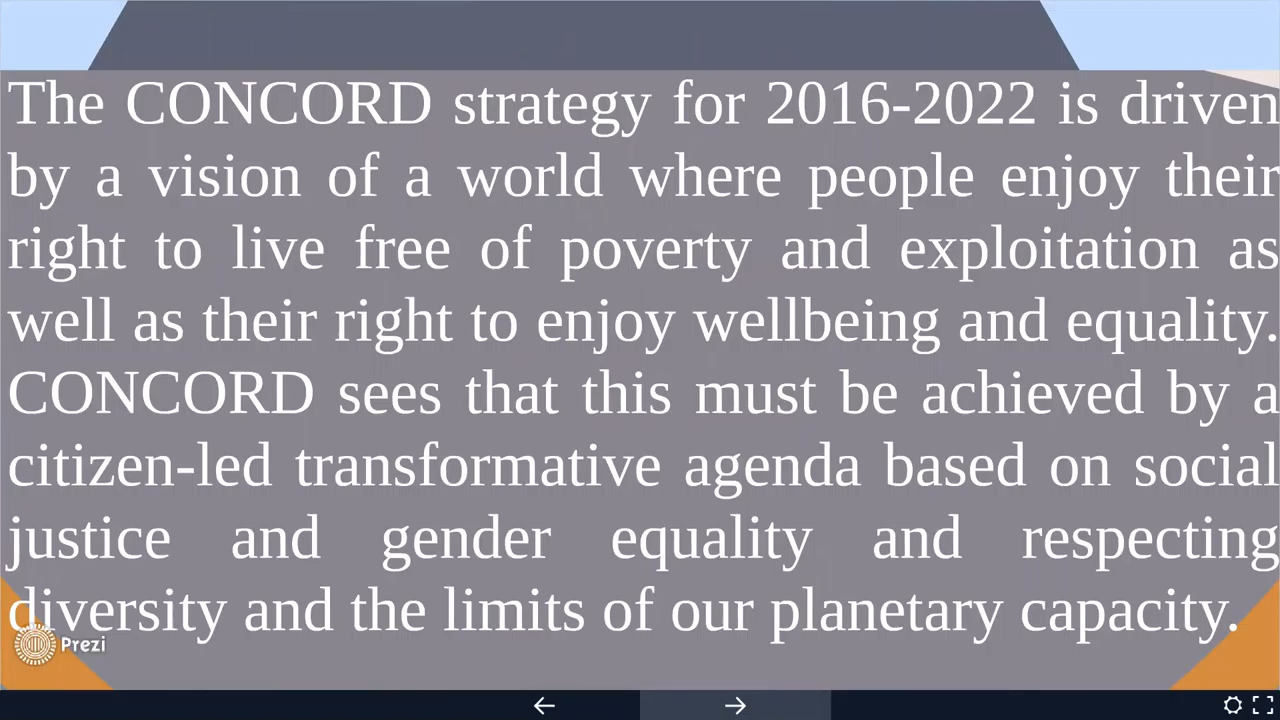 The CONCORD strategy for 2016-2022 is driven
by a vision of a world where people enjoy their
right to live free of poverty and exploitation as
well as their right to enjoy wellbeing and equality.
CONCORD sees that this must be achieved by a
citizen-led transformative agenda based on social
justice and gender equality and respecting
diversity and the limits of our planetary capacity.
Prezi